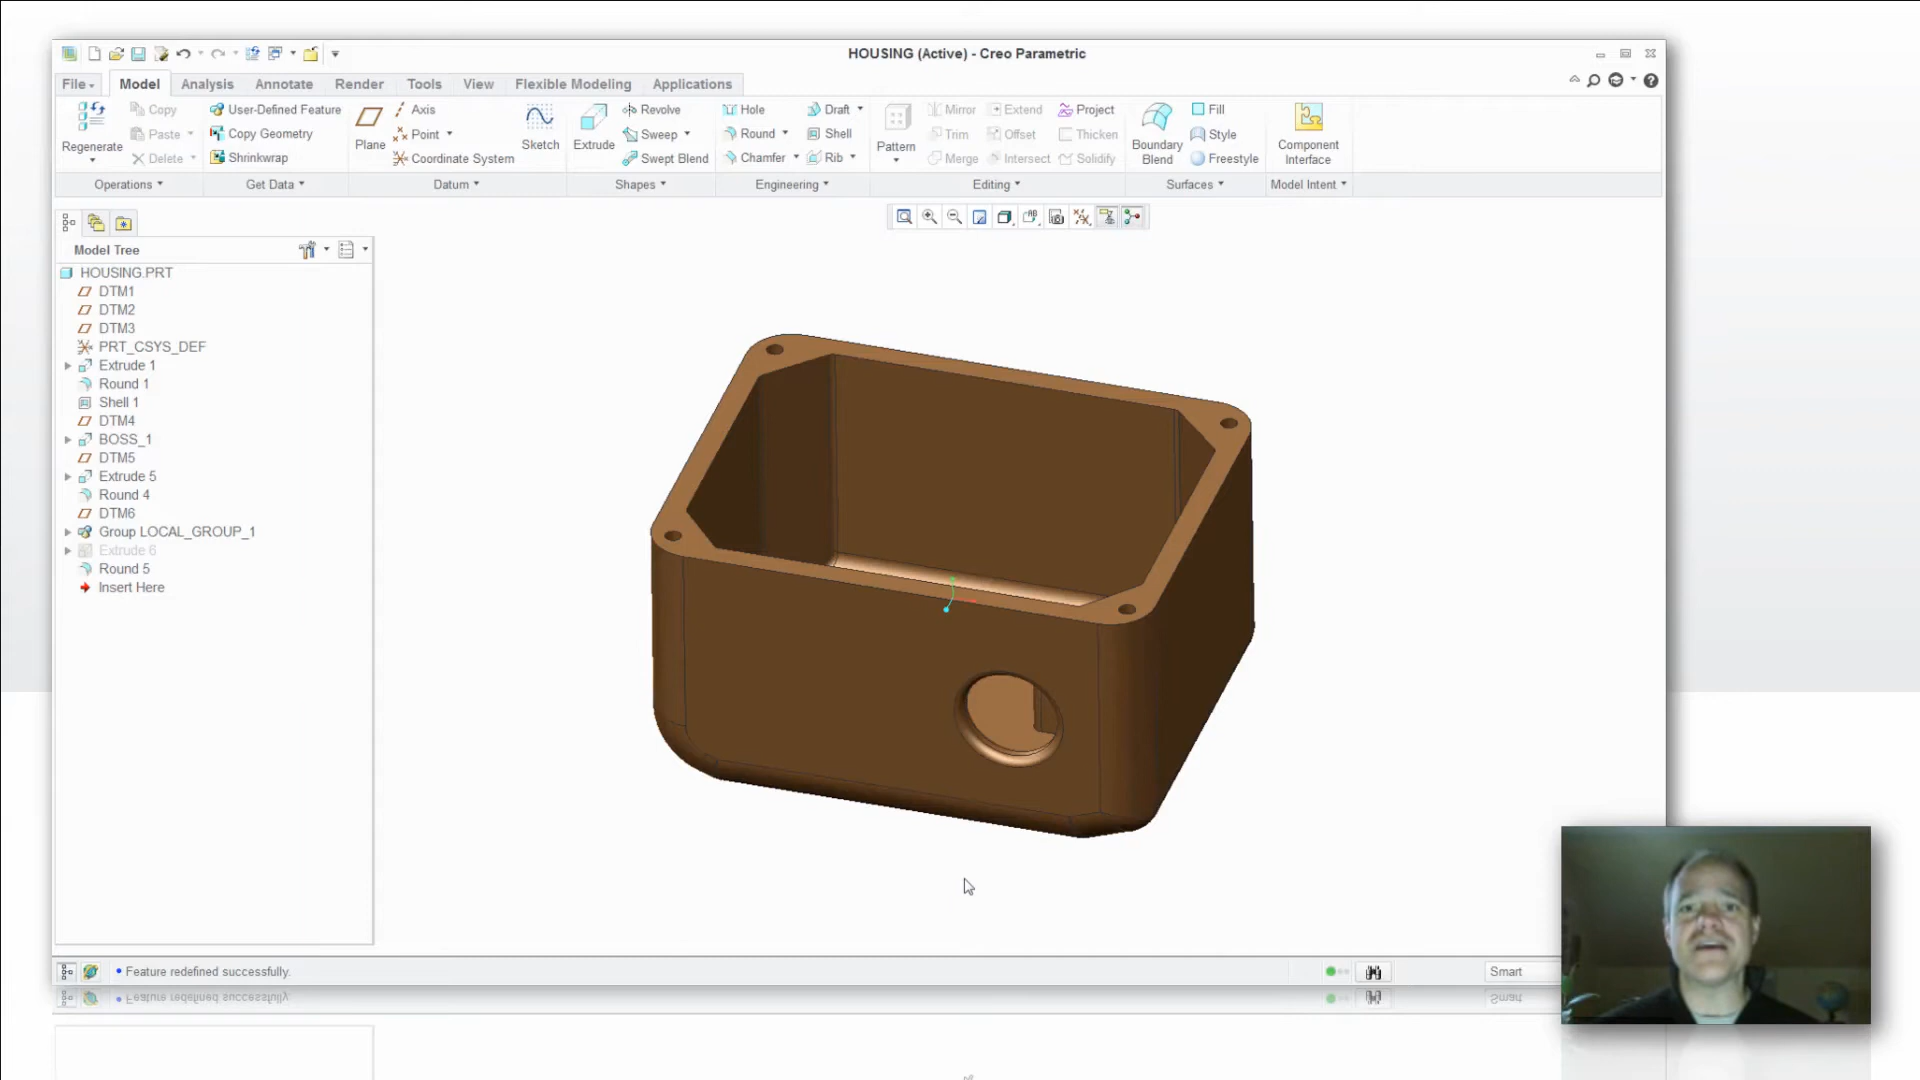 HOUSING (Active) - Creo Parametric
File Model Analysis Annotate Render Tools View Flexible Modeling Applications
Regenerate
Copy
Paste
Delete
User-Defined Feature
Copy Geometry
Shrinkwrap
Plane
Axis
Point
Coordinate System
Sketch
Extrude
Revolve
Sweep
Swept Blend
Hole
Round
Chamfer
Draft
Shell
Rib
Pattern
Mirror
Trim
Merge
Extend
Offset
Intersect
Project
Thicken
Solidify
Boundary
Blend
Fill
Style
Freestyle
Component
Interface
Operations Get Data Datum Shapes Engineering Editing Surfaces Model Intent
Model Tree
HOUSING.PRT
DTM1
DTM2
DTM3
PRT_CSYS_DEF
Extrude 1
Round 1
Shell 1
DTM4
BOSS_1
DTM5
Extrude 5
Round 4
DTM6
Group LOCAL_GROUP_1
Extrude 6
Round 5
Insert Here
Feature redefined successfully.
Smart
Feature redefined successfully.
Smart